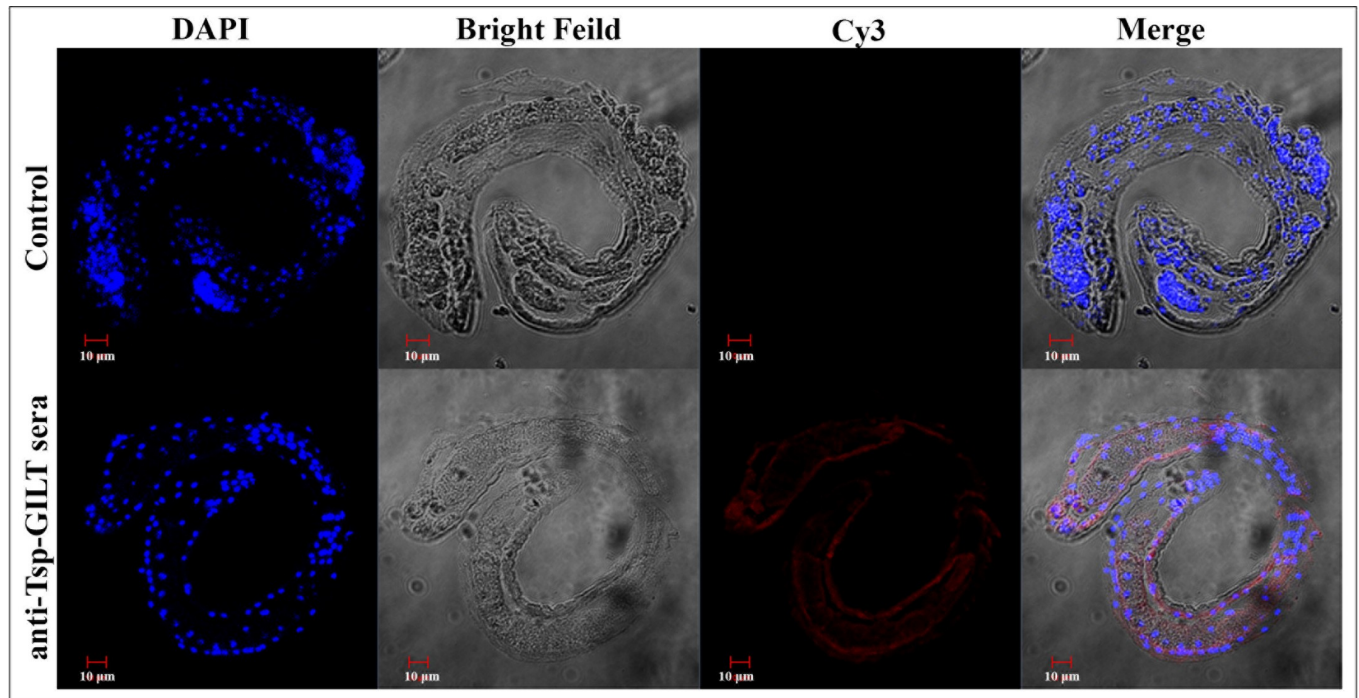 DAPI Bright Feild Cy3 Merge
Control
10 µm 10 µm 10 µm 10 µm
anti-Tsp-GILT sera
10 µm 10 µm 10 µm 10 µm